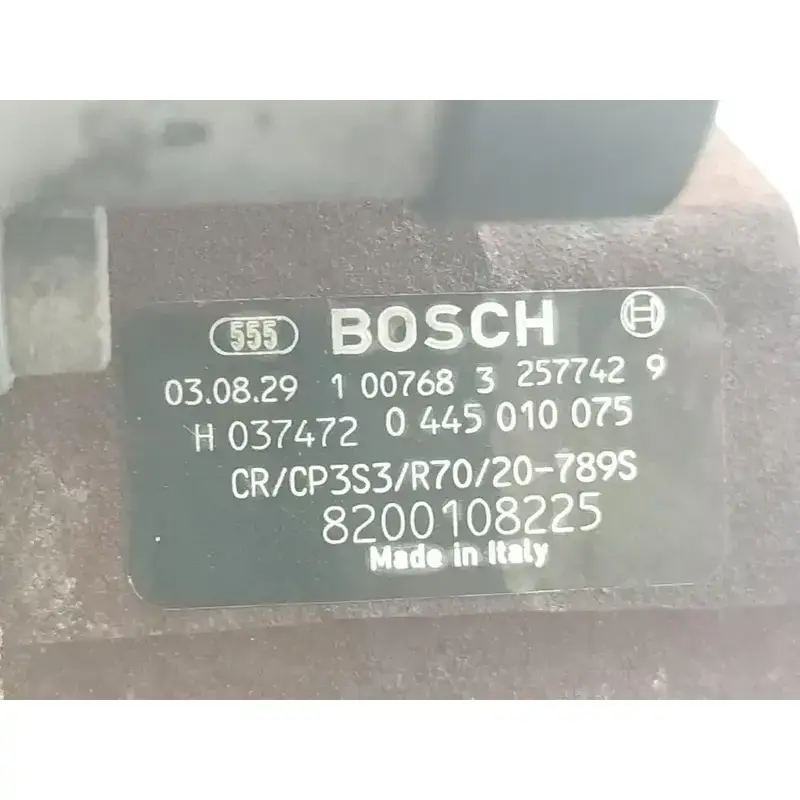 555 BOSCH
03.08.29 1 00768 3 257742 9
H 037472 0 445 010 075
CR/CP3S3/R70/20-789S
8200108225
Made in Italy